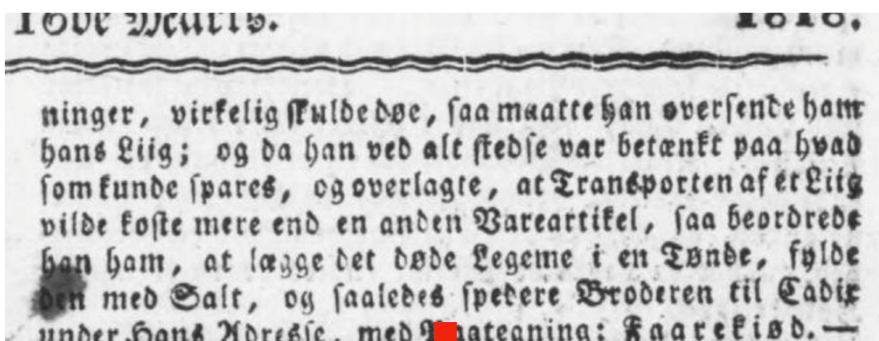 16de Marts. 1816.
ninger, virkelig skulde døe, saa maatte han oversende ham
hans Liig; og da han ved alt stedse var betænkt paa hvad
som kunde spares, og overlagte, at Transporten af et Liig
vilde koste mere end en anden Vareartikel, saa beordrede
han ham, at lægge det døde Legeme i en Tønde, fylde
den med Salt, og saaledes spedere Broderen til Cadix
under Hans Adresse, med : Faarekiød. —